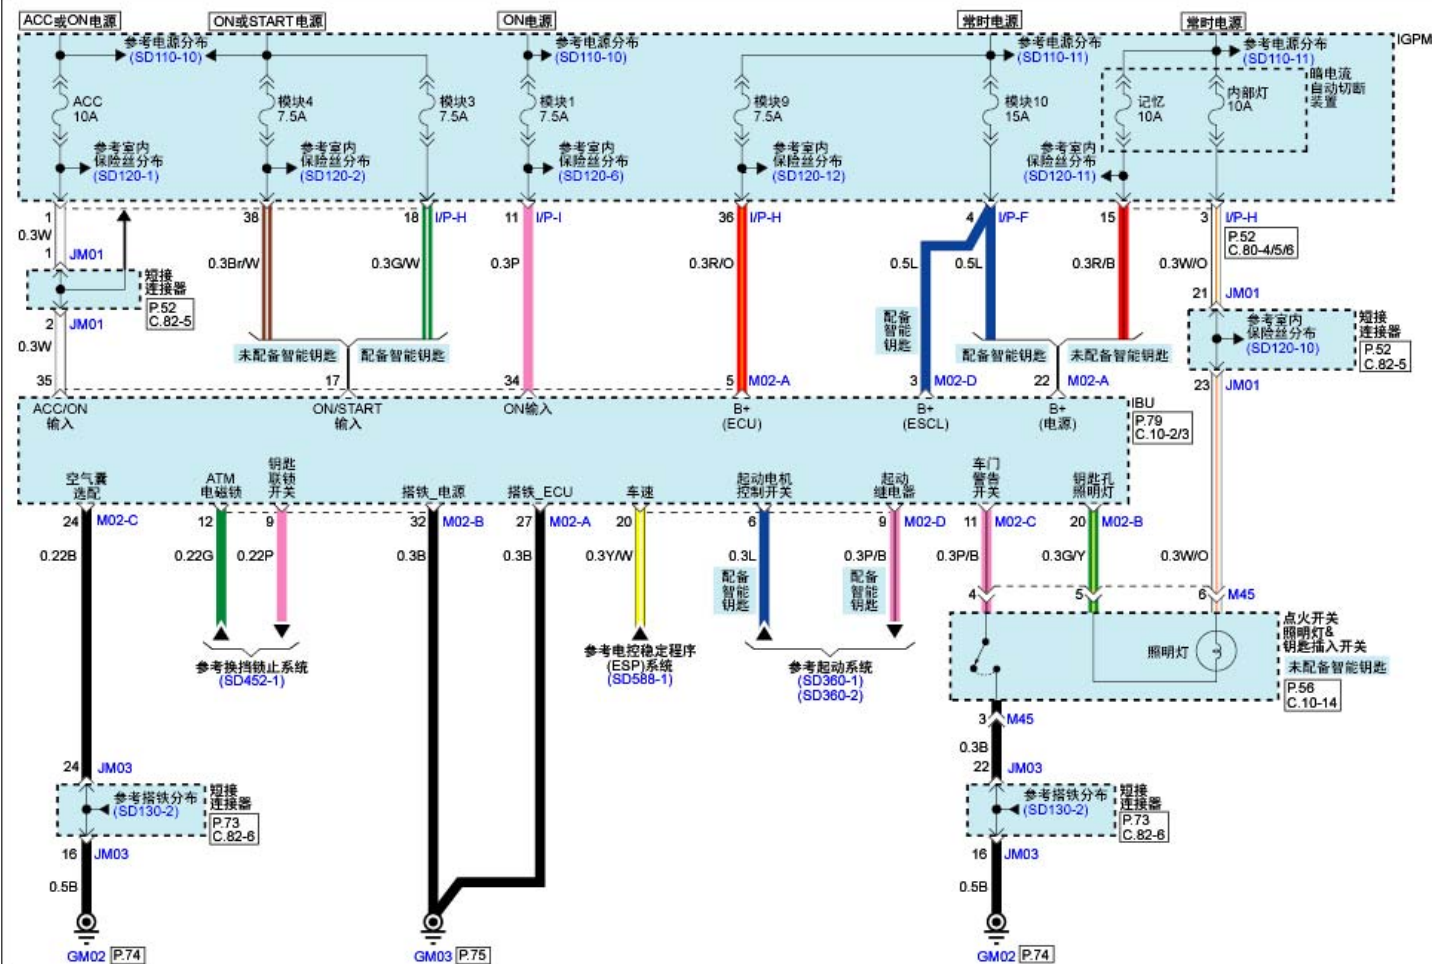 ACC或ON电源
ON或START电源
ON电源
常时电源
常时电源
IGPM
参考电源分布
(SD110-10)
参考电源分布
(SD110-10)
参考电源分布
(SD110-11)
参考电源分布
(SD110-11)
暗电流
自动切断
装置
ACC
10A
模块4
7.5A
模块3
7.5A
模块1
7.5A
模块9
7.5A
模块10
15A
记忆
10A
内部灯
10A
参考室内
保险丝分布
(SD120-1)
参考室内
保险丝分布
(SD120-2)
参考室内
保险丝分布
(SD120-6)
参考室内
保险丝分布
(SD120-12)
参考室内
保险丝分布
(SD120-11)
1
38
18 I/P-H
11 I/P-I
36 I/P-H
4 I/P-F
15
3 I/P-H
P.52
C.80-4/5/6
0.3W
0.3Br/W
0.3G/W
0.3P
0.3R/O
0.5L
0.5L
0.3R/B
0.3W/O
1 JM01
短接
连接器
P.52
C.82-5
2 JM01
0.3W
未配备智能钥匙
配备智能钥匙
配备
智能
钥匙
配备智能钥匙
未配备智能钥匙
21 JM01
参考室内
保险丝分布
(SD120-10)
短接
连接器
P.52
C.82-5
23 JM01
35
17
34
5 M02-A
3 M02-D
22 M02-A
IBU
P.79
C.10-2/3
ACC/ON
输入
ON/START
输入
ON输入
B+
(ECU)
B+
(ESCL)
B+
(电源)
空气囊
选配
ATM
电磁锁
钥匙
联锁
开关
搭铁_电源
搭铁_ECU
车速
起动电机
控制开关
起动
继电器
车门
警告
开关
钥匙孔
照明灯
24 M02-C
12
9
32 M02-B
27 M02-A
20
6
9 M02-D
11 M02-C
20 M02-B
0.22B
0.22G
0.22P
0.3B
0.3B
0.3Y/W
0.3L
0.3P/B
0.3P/B
0.3G/Y
0.3W/O
配备
智能
钥匙
配备
智能
钥匙
4
5
6 M45
参考换挡锁止系统
(SD452-1)
参考电控稳定程序
(ESP)系统
(SD588-1)
参考起动系统
(SD360-1)
(SD360-2)
照明灯
点火开关
照明灯&
钥匙插入开关
未配备智能钥匙
P.56
C.10-14
3 M45
0.3B
24 JM03
参考搭铁分布
(SD130-2)
短接
连接器
P.73
C.82-6
16 JM03
0.5B
22 JM03
参考搭铁分布
(SD130-2)
短接
连接器
P.73
C.82-6
16 JM03
0.5B
GM02 P.74
GM03 P.75
GM02 P.74